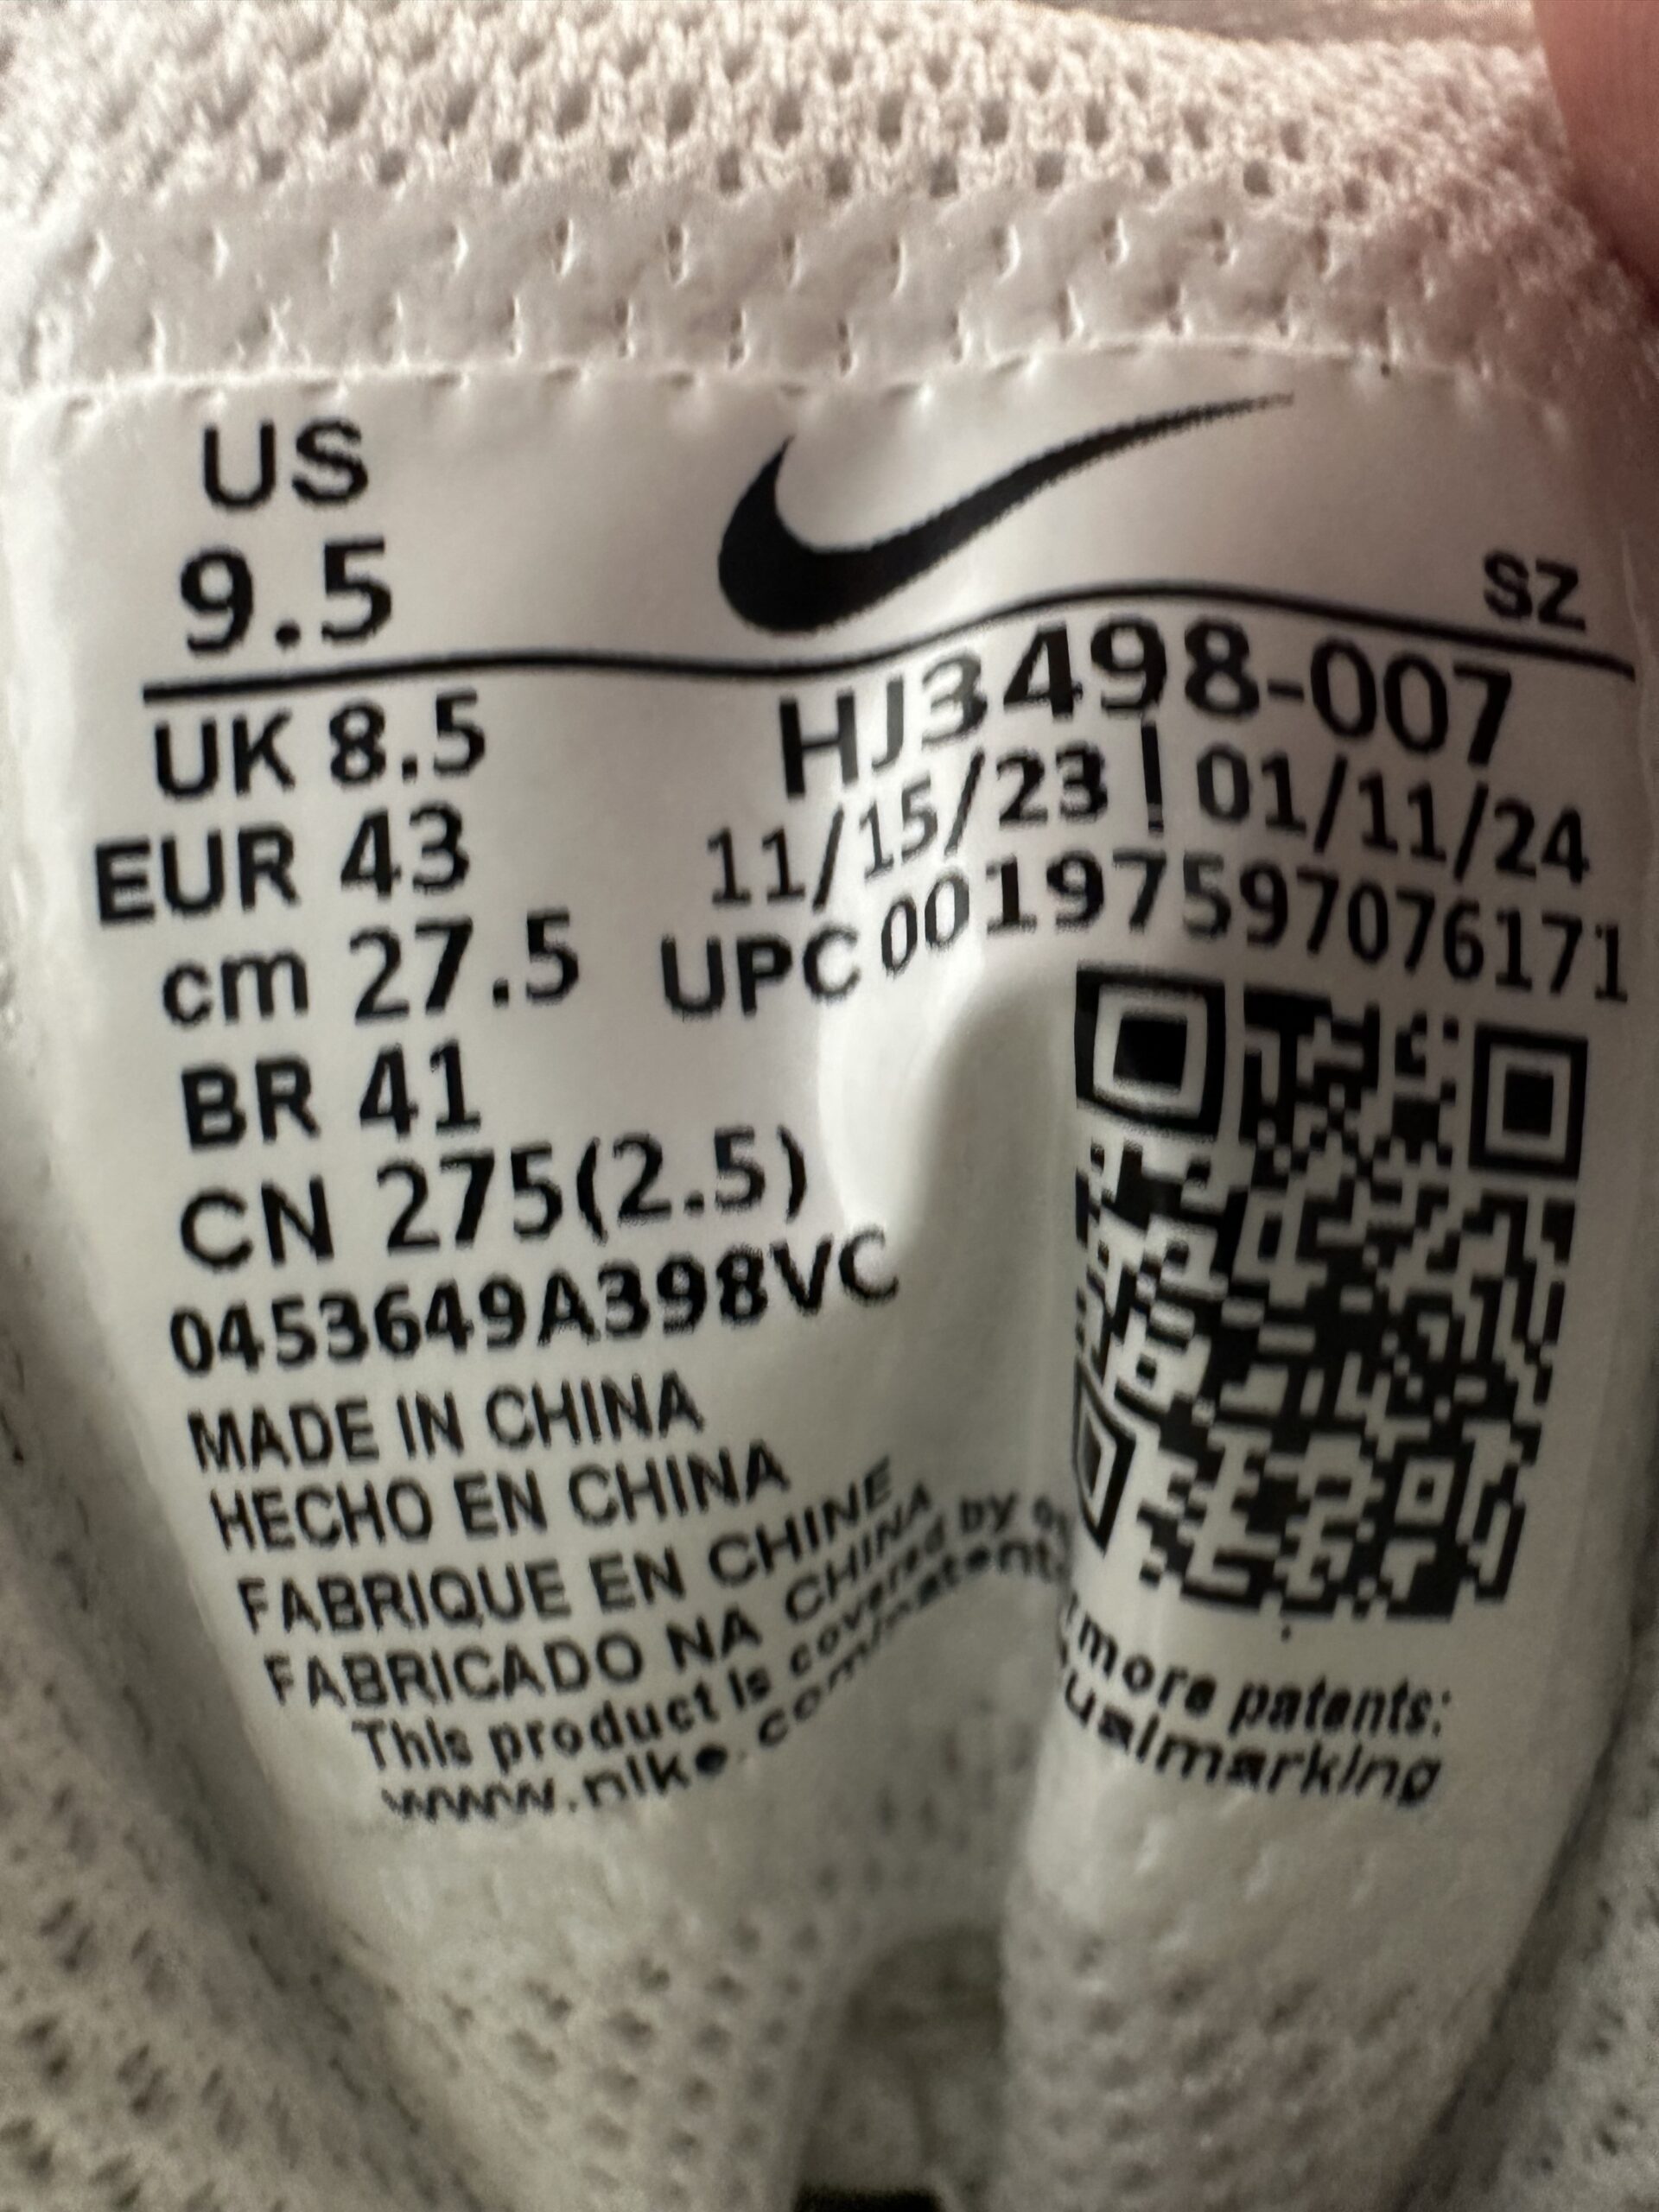 US
9.5
SZ
UK 8.5
EUR 43
cm 27.5
BR 41
CN 275(2.5)
0453649A398VC
HJ3498-007
11/15/23 | 01/11/24
UPC 00197597076171
MADE IN CHINA
HECHO EN CHINA
FABRIQUE EN CHINE
FABRICADO NA CHINA
This product is covered by more patents:
www.nike.com/